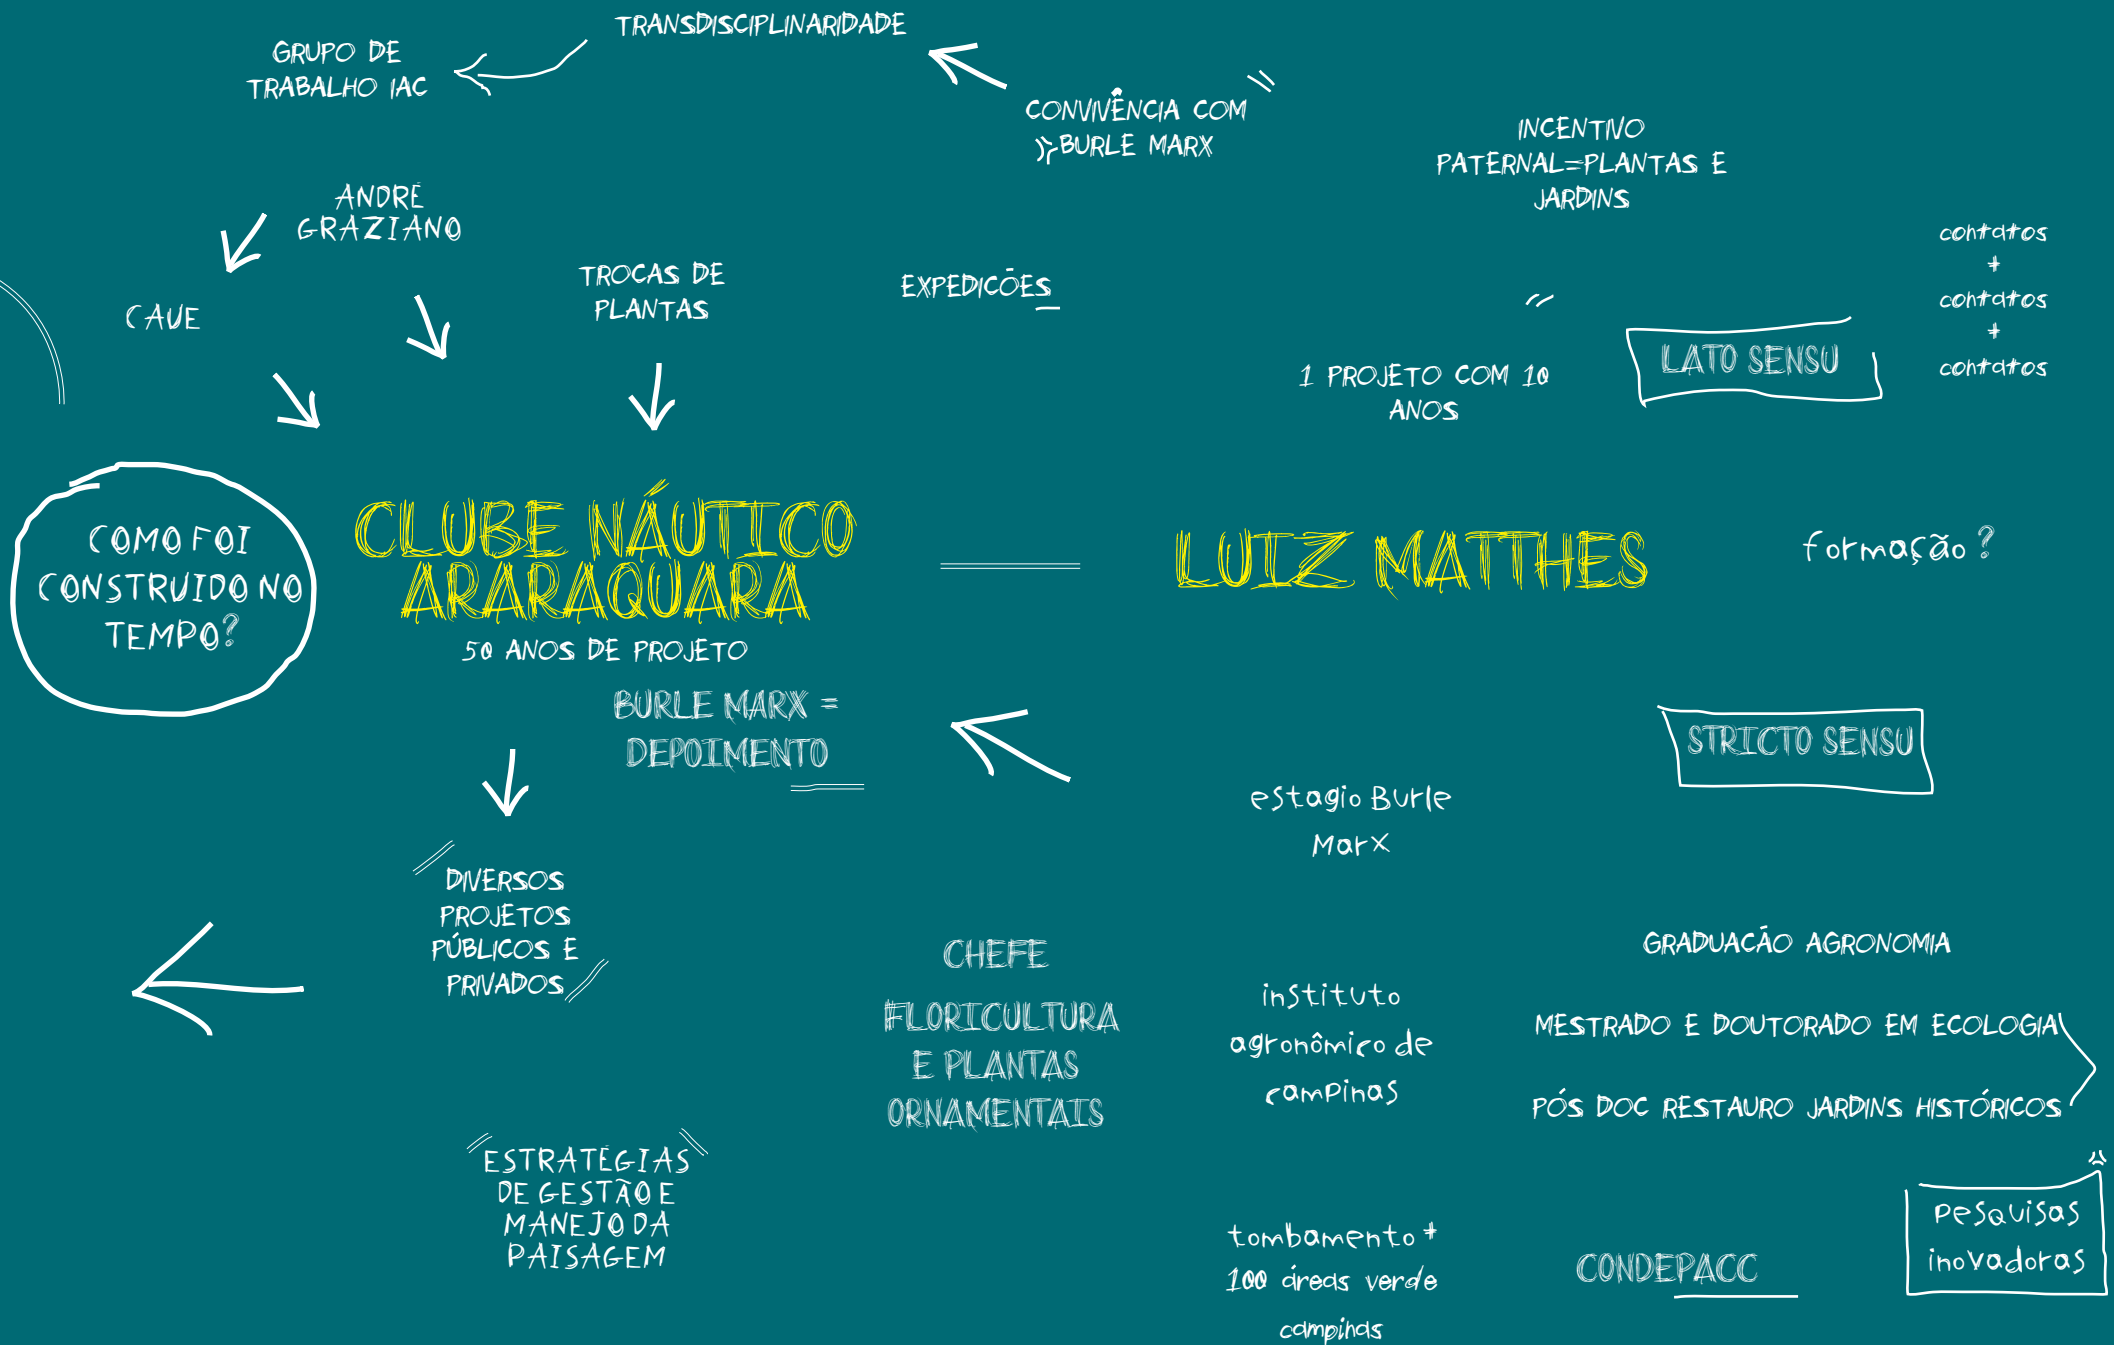 TRANSDISCIPLINARIDADE
GRUPO DE
TRABALHO IAC
CONVIVÊNCIA COM
BURLE MARX
INCENTIVO
PATERNAL=PLANTAS E
JARDINS
ANDRÉ
GRAZIANO
CAUE
TROCAS DE
PLANTAS
EXPEDICÕES
contatos
+
contatos
+
contatos
LATO SENSU
1 PROJETO COM 10
ANOS
COMO FOI
CONSTRUIDO NO
TEMPO?
CLUBE NÁUTICO
ARARAQUARA
50 ANOS DE PROJETO
BURLE MARX =
DEPOIMENTO
LUIZ MATTHES
formação?
STRICTO SENSU
estagio Burle
Marx
DIVERSOS
PROJETOS
PÚBLICOS E
PRIVADOS
CHEFE
FLORICULTURA
E PLANTAS
ORNAMENTAIS
instituto
agronômico de
campinas
GRADUACÃO AGRONOMIA
MESTRADO E DOUTORADO EM ECOLOGIA
PÓS DOC RESTAURO JARDINS HISTÓRICOS
ESTRATÉGIAS
DE GESTÃO E
MANEJO DA
PAISAGEM
tombamento +
100 áreas verde
campinas
CONDEPACC
pesquisas
inovadoras